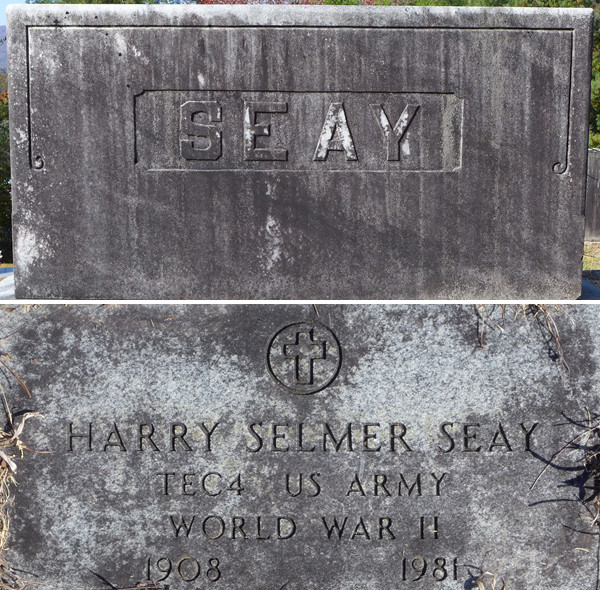 SEAY
HARRY SELMER SEAY
TEC4 US ARMY
WORLD WAR II
1908 1981